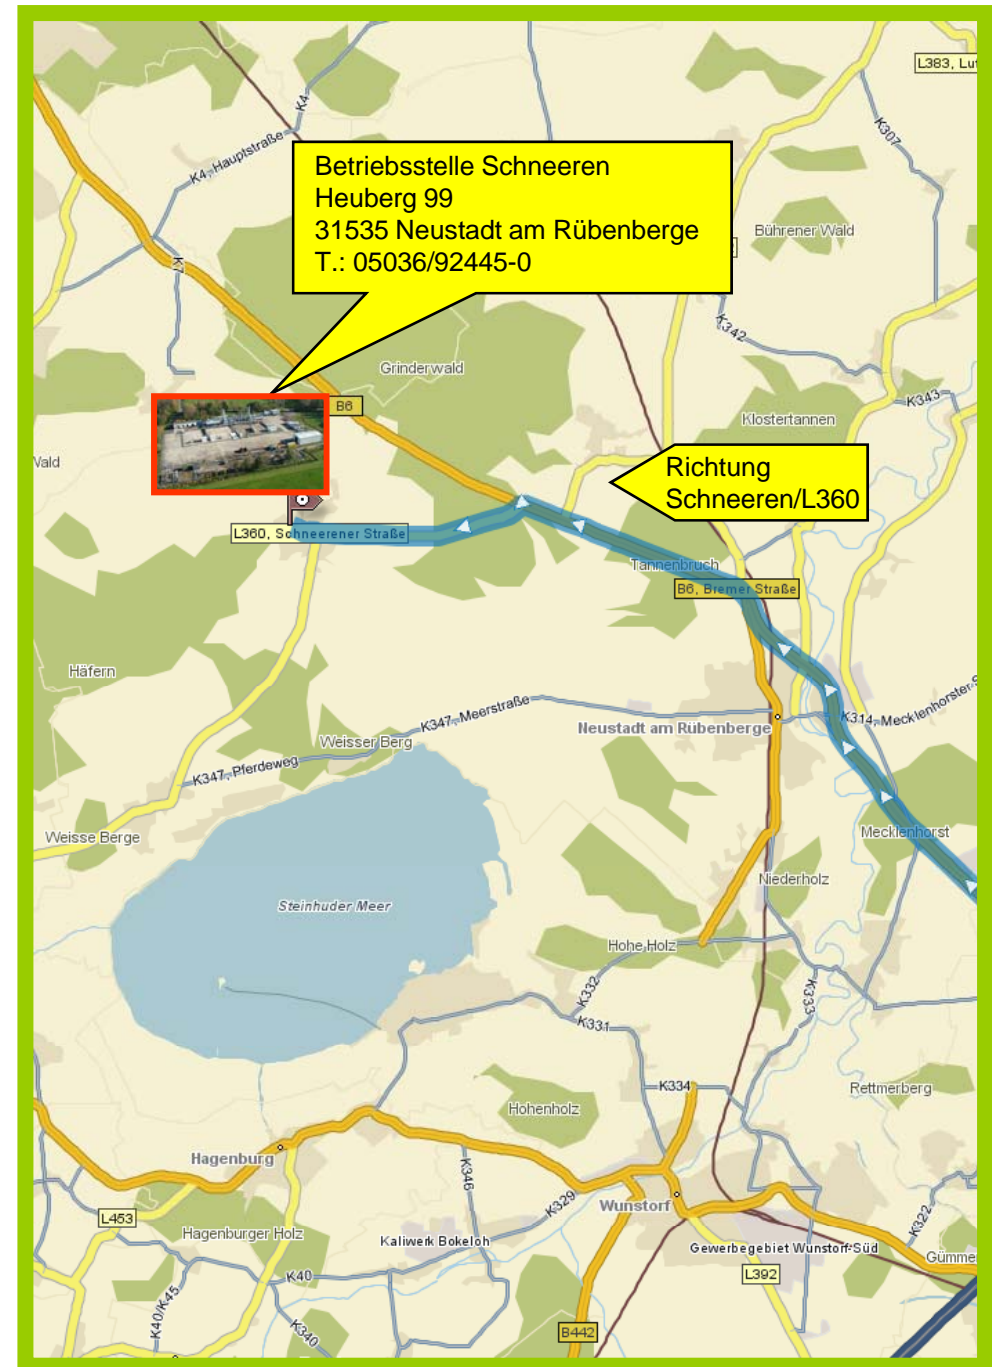 L383, Lut
K4
K307
K4, Hauptstraße
Betriebsstelle Schneeren
Heuberg 99
31535 Neustadt am Rübenberge
T.: 05036/92445-0
Bührener Wald
K7
K342
Grinderwald
K343
B6
Klostertannen
Wald
Richtung
Schneeren/L360
L360, Schneerener Straße
Tannenbruch
B6, Bremer Straße
Häfern
K347, Meerstraße
K314, Mecklenhorster S
Neustadt am Rübenberge
Weisser Berg
K347, Pferdeweg
Weisse Berge
Mecklenhorst
Niederholz
Steinhuder Meer
Hohe Holz
K332
K333
K331
K334
Rettmerberg
Hohenholz
Hagenburg
K346
K329
Wunstorf
L453
K322
Hagenburger Holz
Kaliwerk Bokeloh
Gewerbegebiet Wunstorf-Süd
Gümme
L392
K40
K40/K45
K340
B442